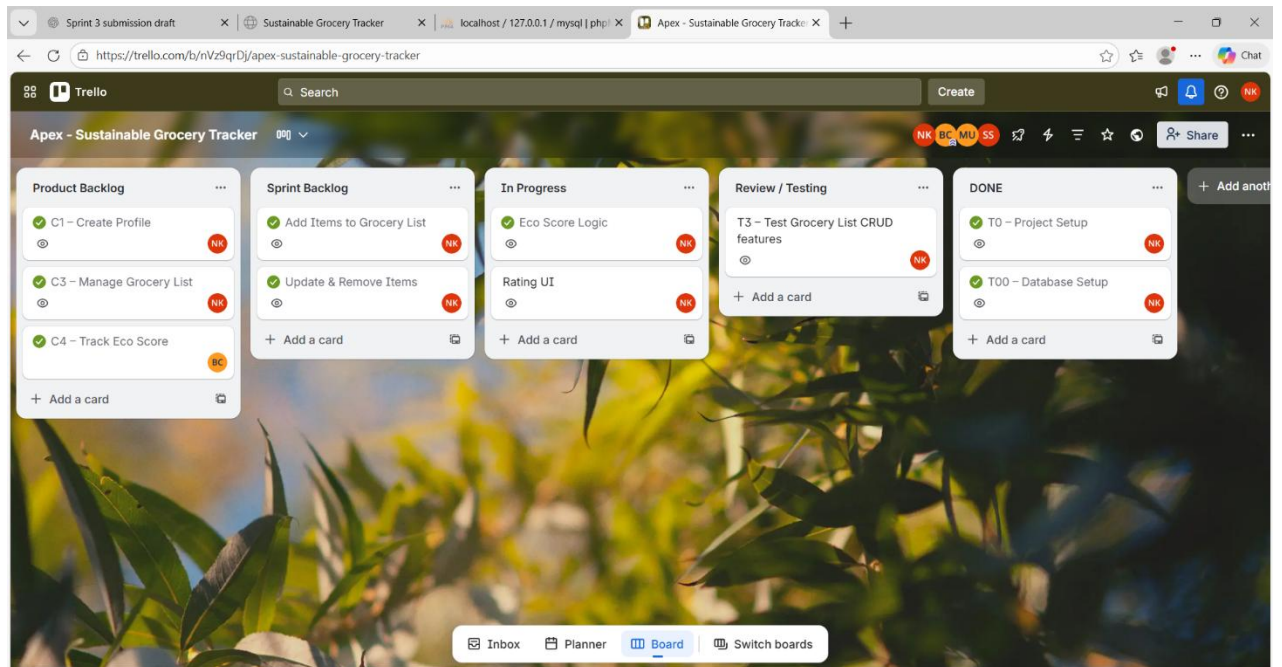 Sprint 3 submission draft
Sustainable Grocery Tracker
localhost / 127.0.0.1 / mysql | php
Apex - Sustainable Grocery Tracker
https://trello.com/b/nVz9qrDj/apex-sustainable-grocery-tracker
Chat
Trello
Search
Create
NK
Apex - Sustainable Grocery Tracker
NK BC MU SS
Share
Product Backlog
C1 – Create Profile
NK
C3 – Manage Grocery List
NK
C4 – Track Eco Score
BC
+ Add a card
Sprint Backlog
Add Items to Grocery List
NK
Update & Remove Items
NK
+ Add a card
In Progress
Eco Score Logic
NK
Rating UI
NK
+ Add a card
Review / Testing
T3 – Test Grocery List CRUD
features
NK
+ Add a card
DONE
T0 – Project Setup
NK
T00 – Database Setup
NK
+ Add a card
+ Add anoth
Inbox
Planner
Board
Switch boards